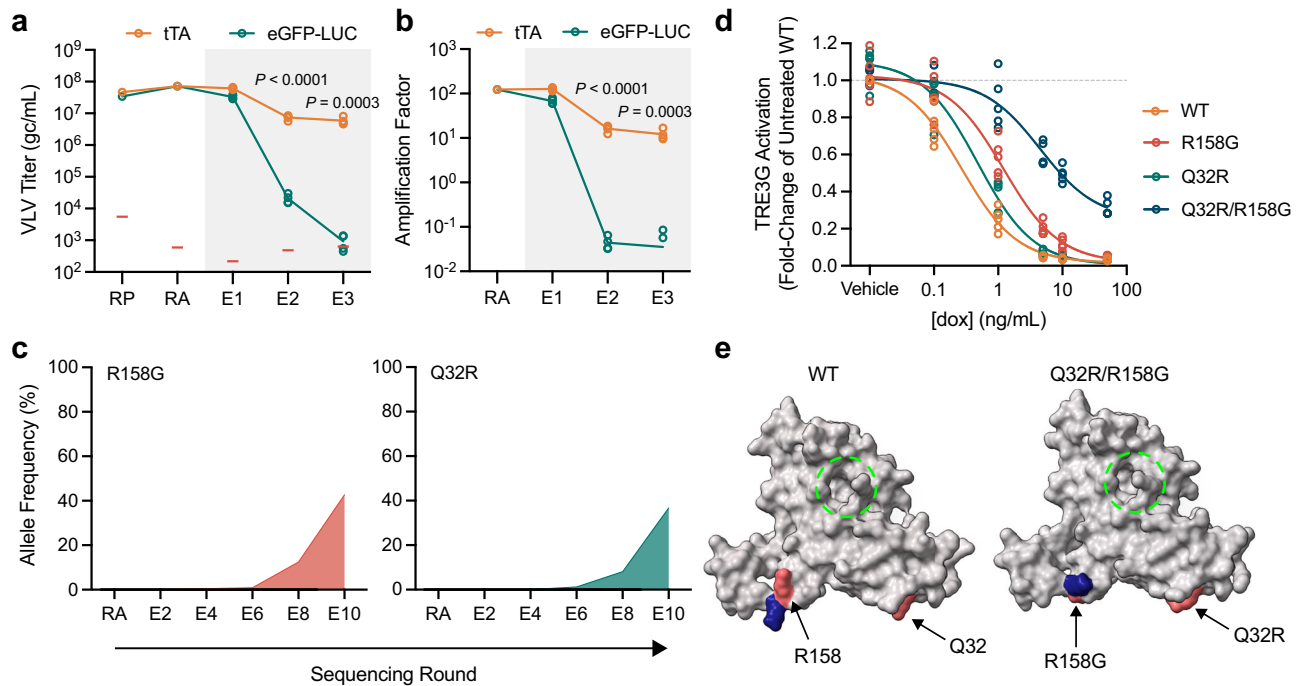 a
tTA
eGFP-LUC
VLV Titer (gc/mL)
10⁹
10⁸
10⁷
10⁶
10⁵
10⁴
10³
10²
P < 0.0001
P = 0.0003
RP
RA
E1
E2
E3
b
tTA
eGFP-LUC
Amplification Factor
10³
10²
10¹
10⁰
10⁻¹
10⁻²
P < 0.0001
P = 0.0003
RA
E1
E2
E3
d
TRE3G Activation
(Fold-Change of Untreated WT)
1.2
1.0
0.8
0.6
0.4
0.2
0.0
Vehicle
0.1
1
10
100
[dox] (ng/mL)
WT
R158G
Q32R
Q32R/R158G
c
Allele Frequency (%)
R158G
100
80
60
40
20
0
RA
E2
E4
E6
E8
E10
Q32R
100
80
60
40
20
0
RA
E2
E4
E6
E8
E10
Sequencing Round
e
WT
R158
Q32
Q32R/R158G
R158G
Q32R